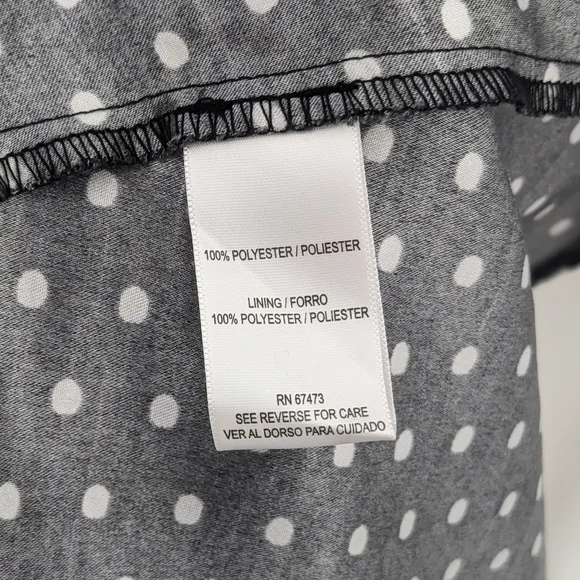 100% POLYESTER / POLIESTER
LINING / FORRO
100% POLYESTER / POLIESTER
RN 67473
SEE REVERSE FOR CARE
VER AL DORSO PARA CUIDADO